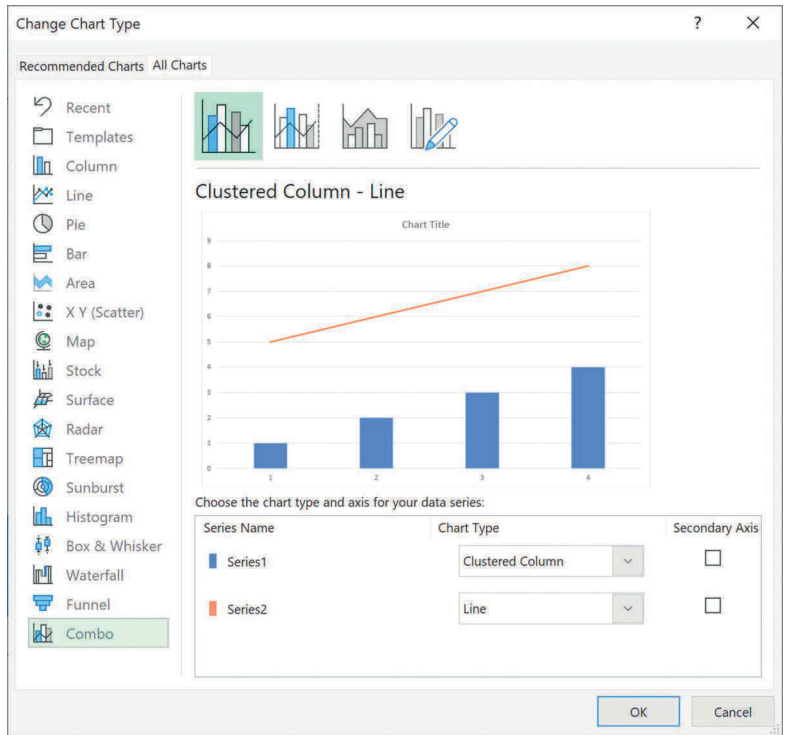 Change Chart Type
?
Recommended Charts All Charts
Recent
Templates
Column
Line
Pie
Bar
Area
X Y (Scatter)
Map
Stock
Surface
Radar
Treemap
Sunburst
Histogram
Box & Whisker
Waterfall
Funnel
Combo
Clustered Column - Line
Chart Title
9
8
7
6
5
4
3
2
1
0
1 2 3 4
Choose the chart type and axis for your data series:
Series Name Chart Type Secondary Axis
Series1 Clustered Column
Series2 Line
OK Cancel